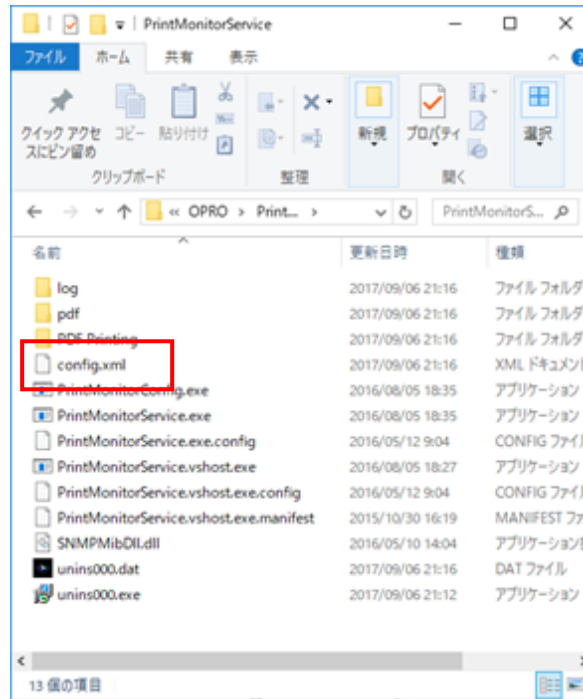 PrintMonitorService
ファイル ホーム 共有 表示
クイック アクセスにピン留め コピー 貼り付け 新規 プロパティ 選択
クリップボード 整理 開く
« OPRO > Print... > PrintMonitorS...
名前 更新日時 種類
log 2017/09/06 21:16 ファイル フォルダ
pdf 2017/09/06 21:16 ファイル フォルダ
PDF Printing 2017/09/06 21:16 ファイル フォルダ
config.xml 2017/09/06 21:16 XML ドキュメント
PrintMonitorConfig.exe 2016/08/05 18:35 アプリケーション
PrintMonitorService.exe 2016/08/05 18:35 アプリケーション
PrintMonitorService.exe.config 2016/05/12 9:04 CONFIG ファイル
PrintMonitorService.vshost.exe 2016/08/05 18:27 アプリケーション
PrintMonitorService.vshost.exe.config 2016/05/12 9:04 CONFIG ファイル
PrintMonitorService.vshost.exe.manifest 2015/10/30 16:19 MANIFEST ファ
SNMPMibDll.dll 2016/05/10 14:04 アプリケーション拡
unins000.dat 2017/09/06 21:16 DAT ファイル
unins000.exe 2017/09/06 21:12 アプリケーション
13 個の項目